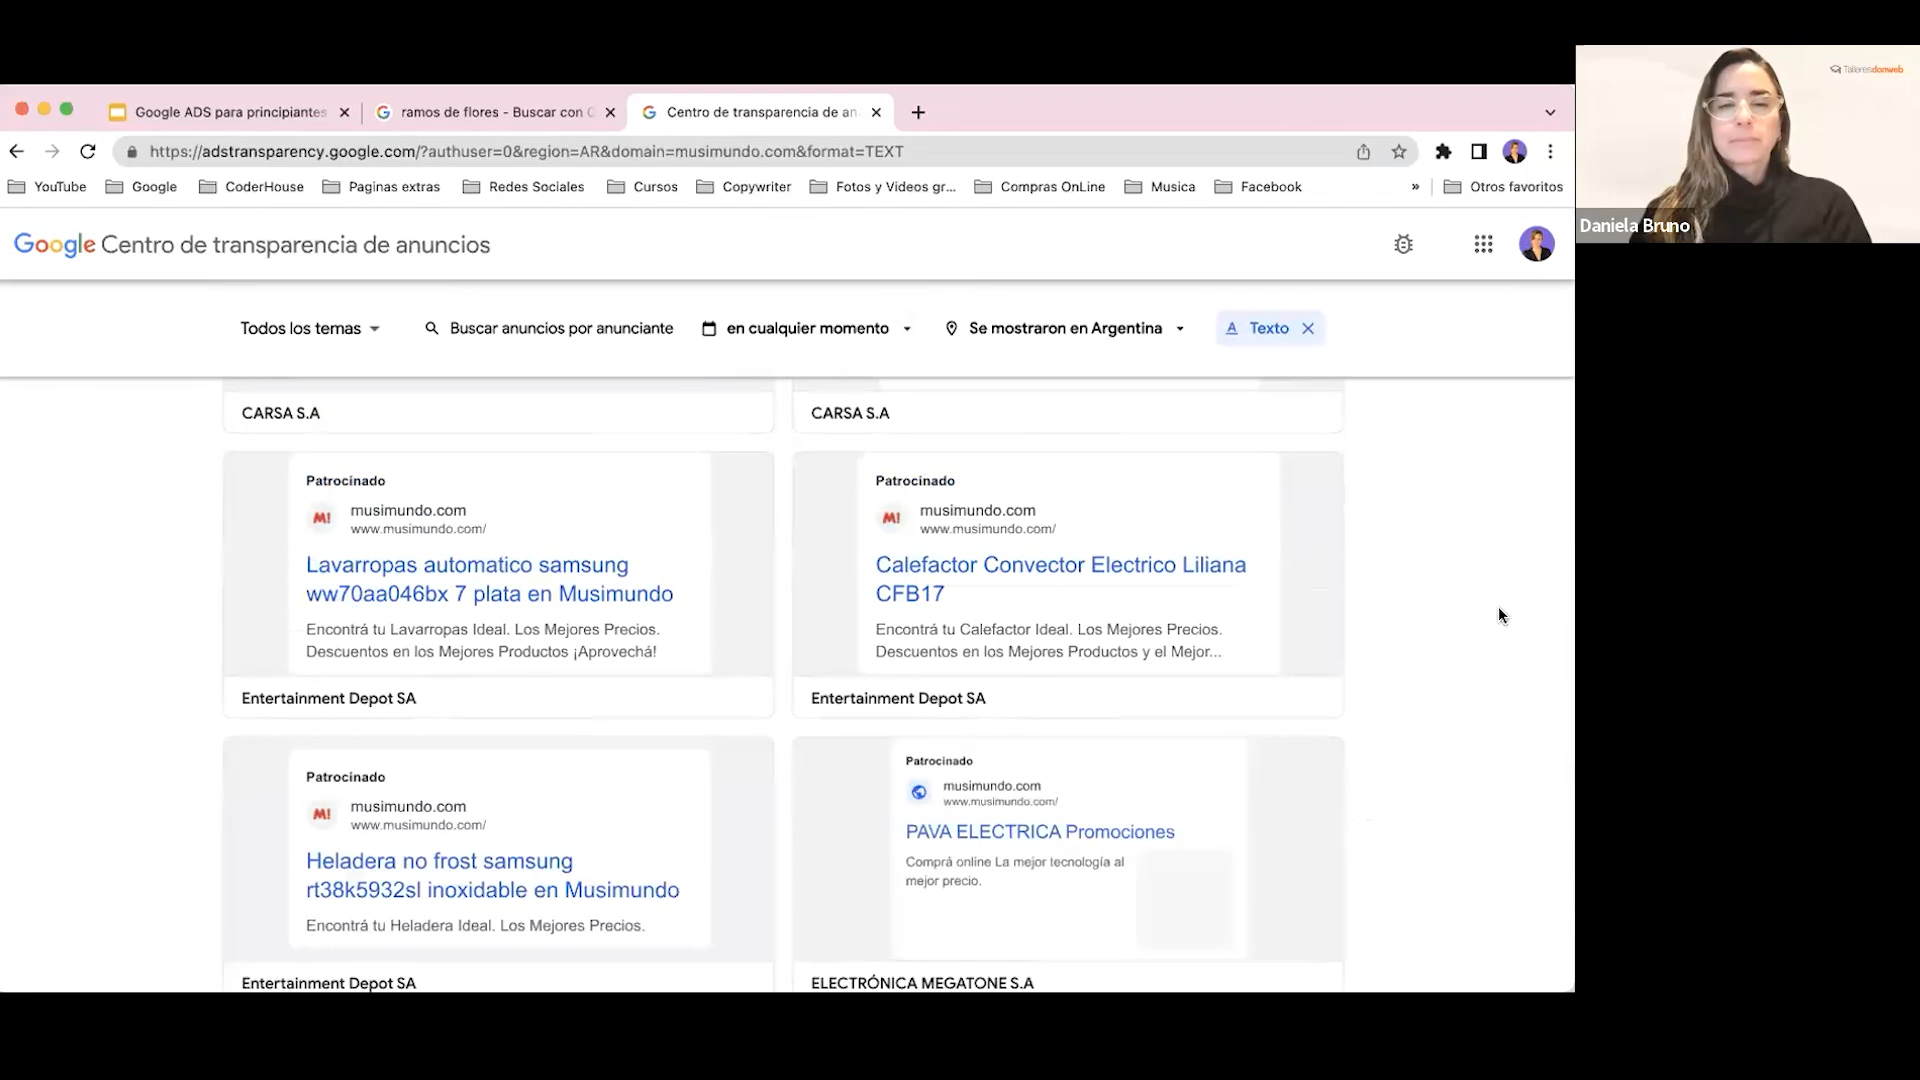 Talleresdonweb
Daniela Bruno
Google ADS para principiantes
ramos de flores - Buscar con G
Centro de transparencia de an
https://adstransparency.google.com/?authuser=0&region=AR&domain=musimundo.com&format=TEXT
YouTube
Google
CoderHouse
Paginas extras
Redes Sociales
Cursos
Copywriter
Fotos y Videos gr...
Compras OnLine
Musica
Facebook
»
Otros favoritos
Google Centro de transparencia de anuncios
Todos los temas
Buscar anuncios por anunciante
en cualquier momento
Se mostraron en Argentina
Texto
CARSA S.A
CARSA S.A
Patrocinado
M!
musimundo.com
www.musimundo.com/
Lavarropas automatico samsung
ww70aa046bx 7 plata en Musimundo
Encontrá tu Lavarropas Ideal. Los Mejores Precios.
Descuentos en los Mejores Productos ¡Aprovechá!
Entertainment Depot SA
Patrocinado
M!
musimundo.com
www.musimundo.com/
Calefactor Convector Electrico Liliana
CFB17
Encontrá tu Calefactor Ideal. Los Mejores Precios.
Descuentos en los Mejores Productos y el Mejor...
Entertainment Depot SA
Patrocinado
M!
musimundo.com
www.musimundo.com/
Heladera no frost samsung
rt38k5932sl inoxidable en Musimundo
Encontrá tu Heladera Ideal. Los Mejores Precios.
Entertainment Depot SA
Patrocinado
musimundo.com
www.musimundo.com/
PAVA ELECTRICA Promociones
Comprá online La mejor tecnología al
mejor precio.
ELECTRÓNICA MEGATONE S.A